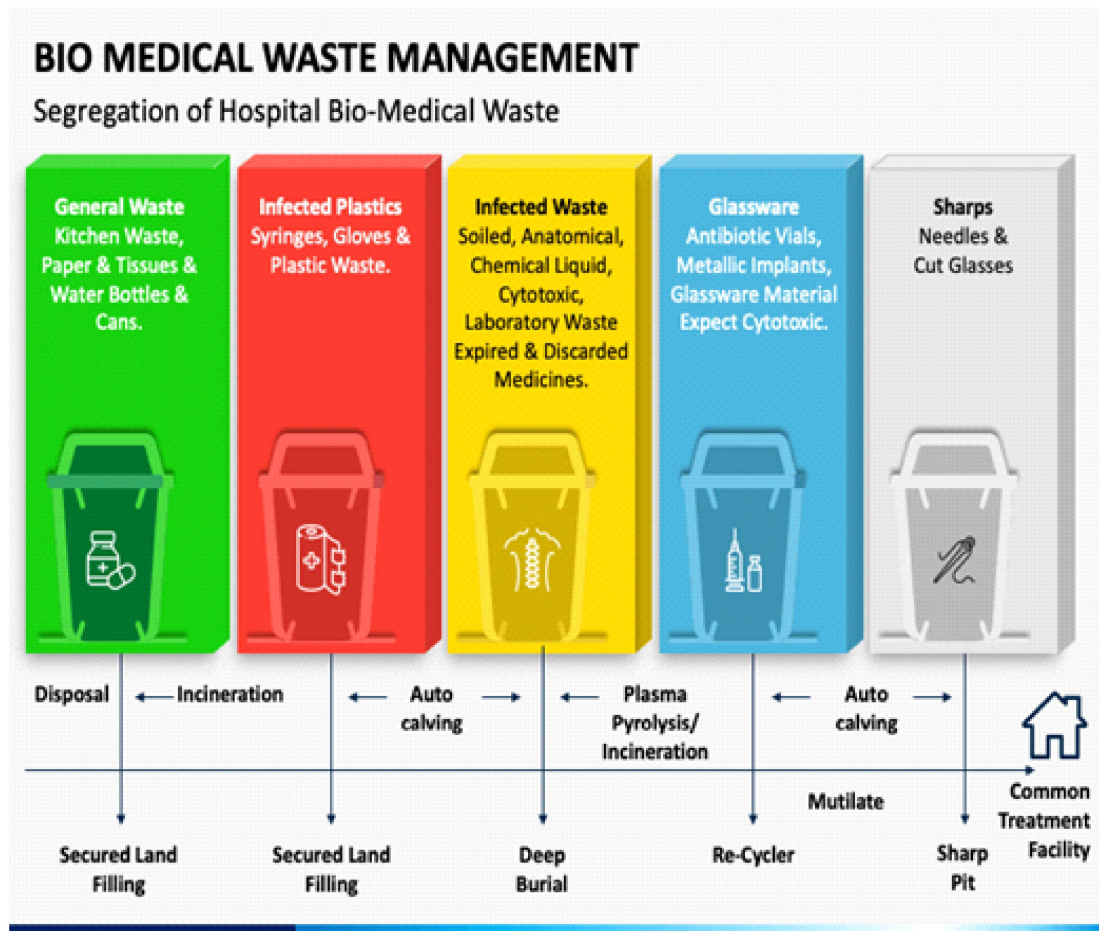 BIO MEDICAL WASTE MANAGEMENT
Segregation of Hospital Bio-Medical Waste
General Waste
Kitchen Waste,
Paper & Tissues &
Water Bottles &
Cans.
Infected Plastics
Syringes, Gloves &
Plastic Waste.
Infected Waste
Soiled, Anatomical,
Chemical Liquid,
Cytotoxic,
Laboratory Waste
Expired & Discarded
Medicines.
Glassware
Antibiotic Vials,
Metallic Implants,
Glassware Material
Expect Cytotoxic.
Sharps
Needles &
Cut Glasses
Disposal
Incineration
Auto
calving
Plasma
Pyrolysis/
Incineration
Auto
calving
Mutilate
Common
Treatment
Facility
Secured Land
Filling
Secured Land
Filling
Deep
Burial
Re-Cycler
Sharp
Pit